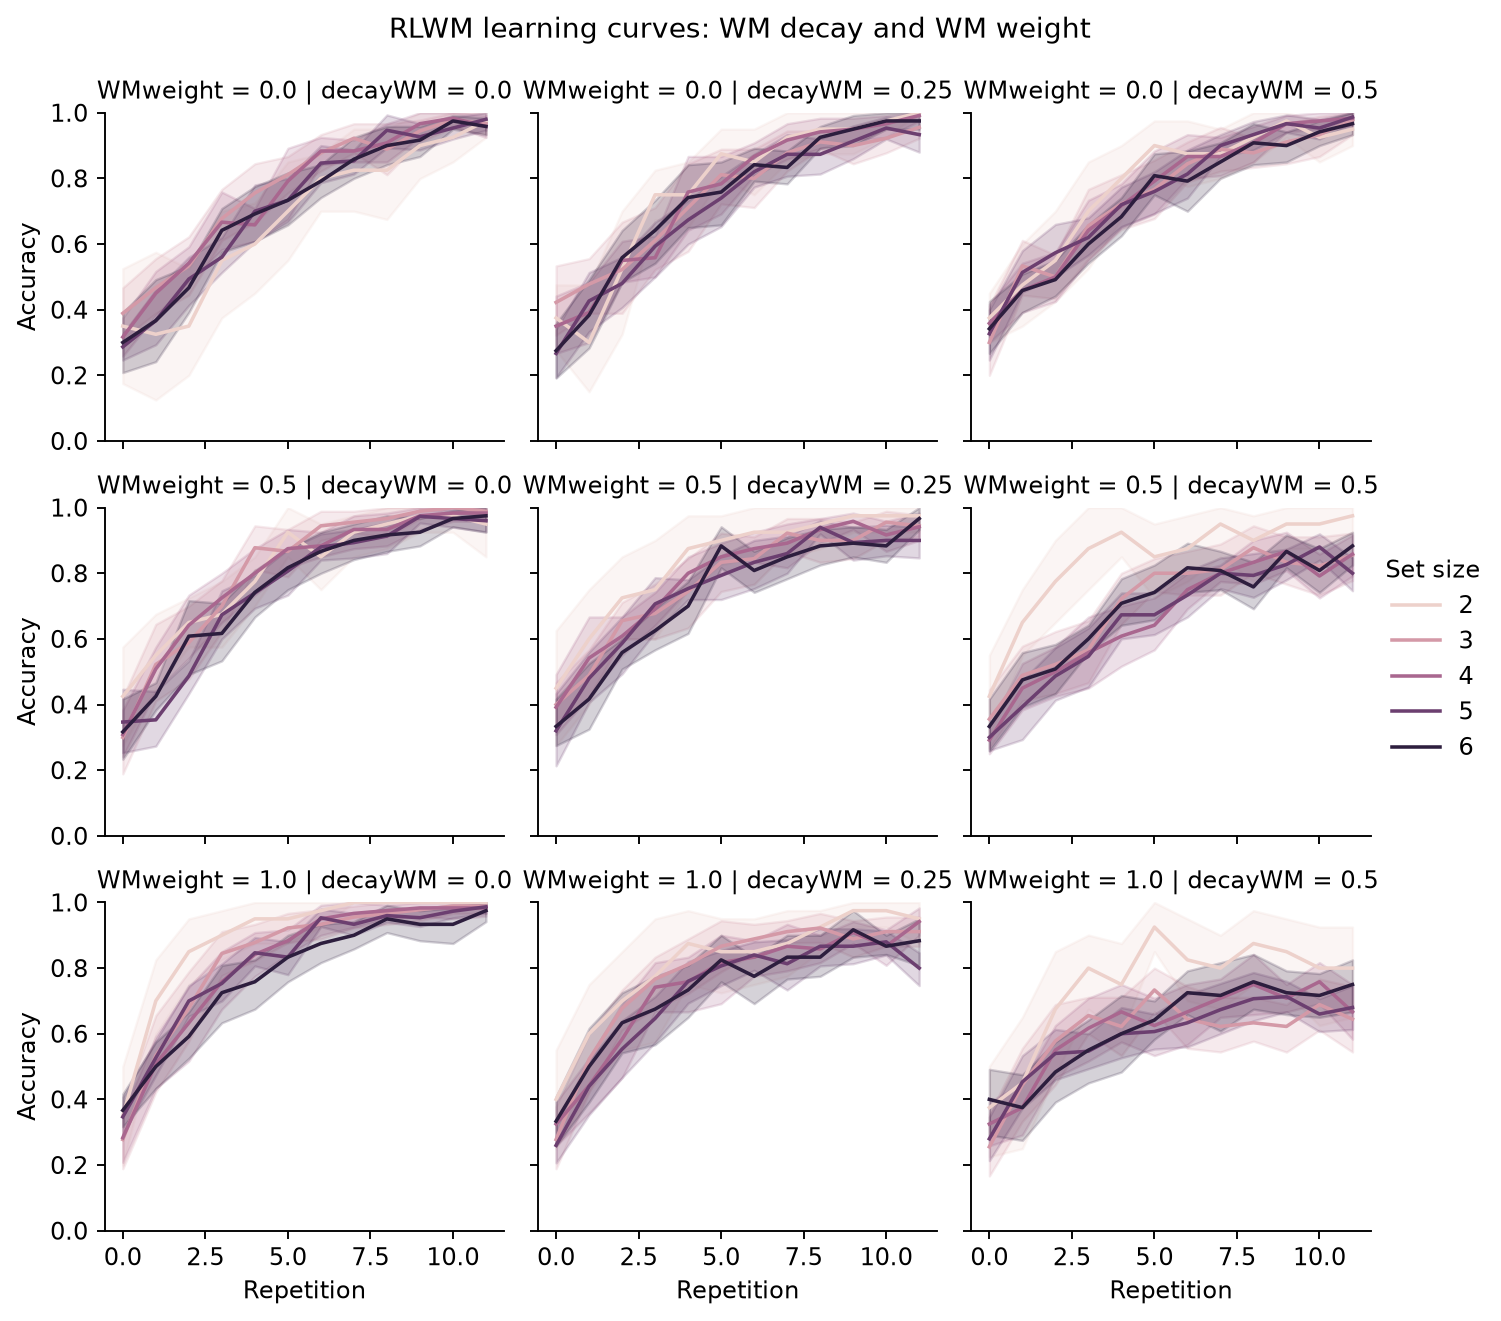 RLWM learning curves: WM decay and WM weight
WMweight = 0.0 | decayWM = 0.0
WMweight = 0.0 | decayWM = 0.25
WMweight = 0.0 | decayWM = 0.5
1.0
0.8
0.6
0.4
0.2
0.0
Accuracy
WMweight = 0.5 | decayWM = 0.0
WMweight = 0.5 | decayWM = 0.25
WMweight = 0.5 | decayWM = 0.5
1.0
0.8
0.6
0.4
0.2
0.0
Accuracy
Set size
2
3
4
5
6
WMweight = 1.0 | decayWM = 0.0
WMweight = 1.0 | decayWM = 0.25
WMweight = 1.0 | decayWM = 0.5
1.0
0.8
0.6
0.4
0.2
0.0
Accuracy
0.0 2.5 5.0 7.5 10.0
0.0 2.5 5.0 7.5 10.0
0.0 2.5 5.0 7.5 10.0
Repetition
Repetition
Repetition